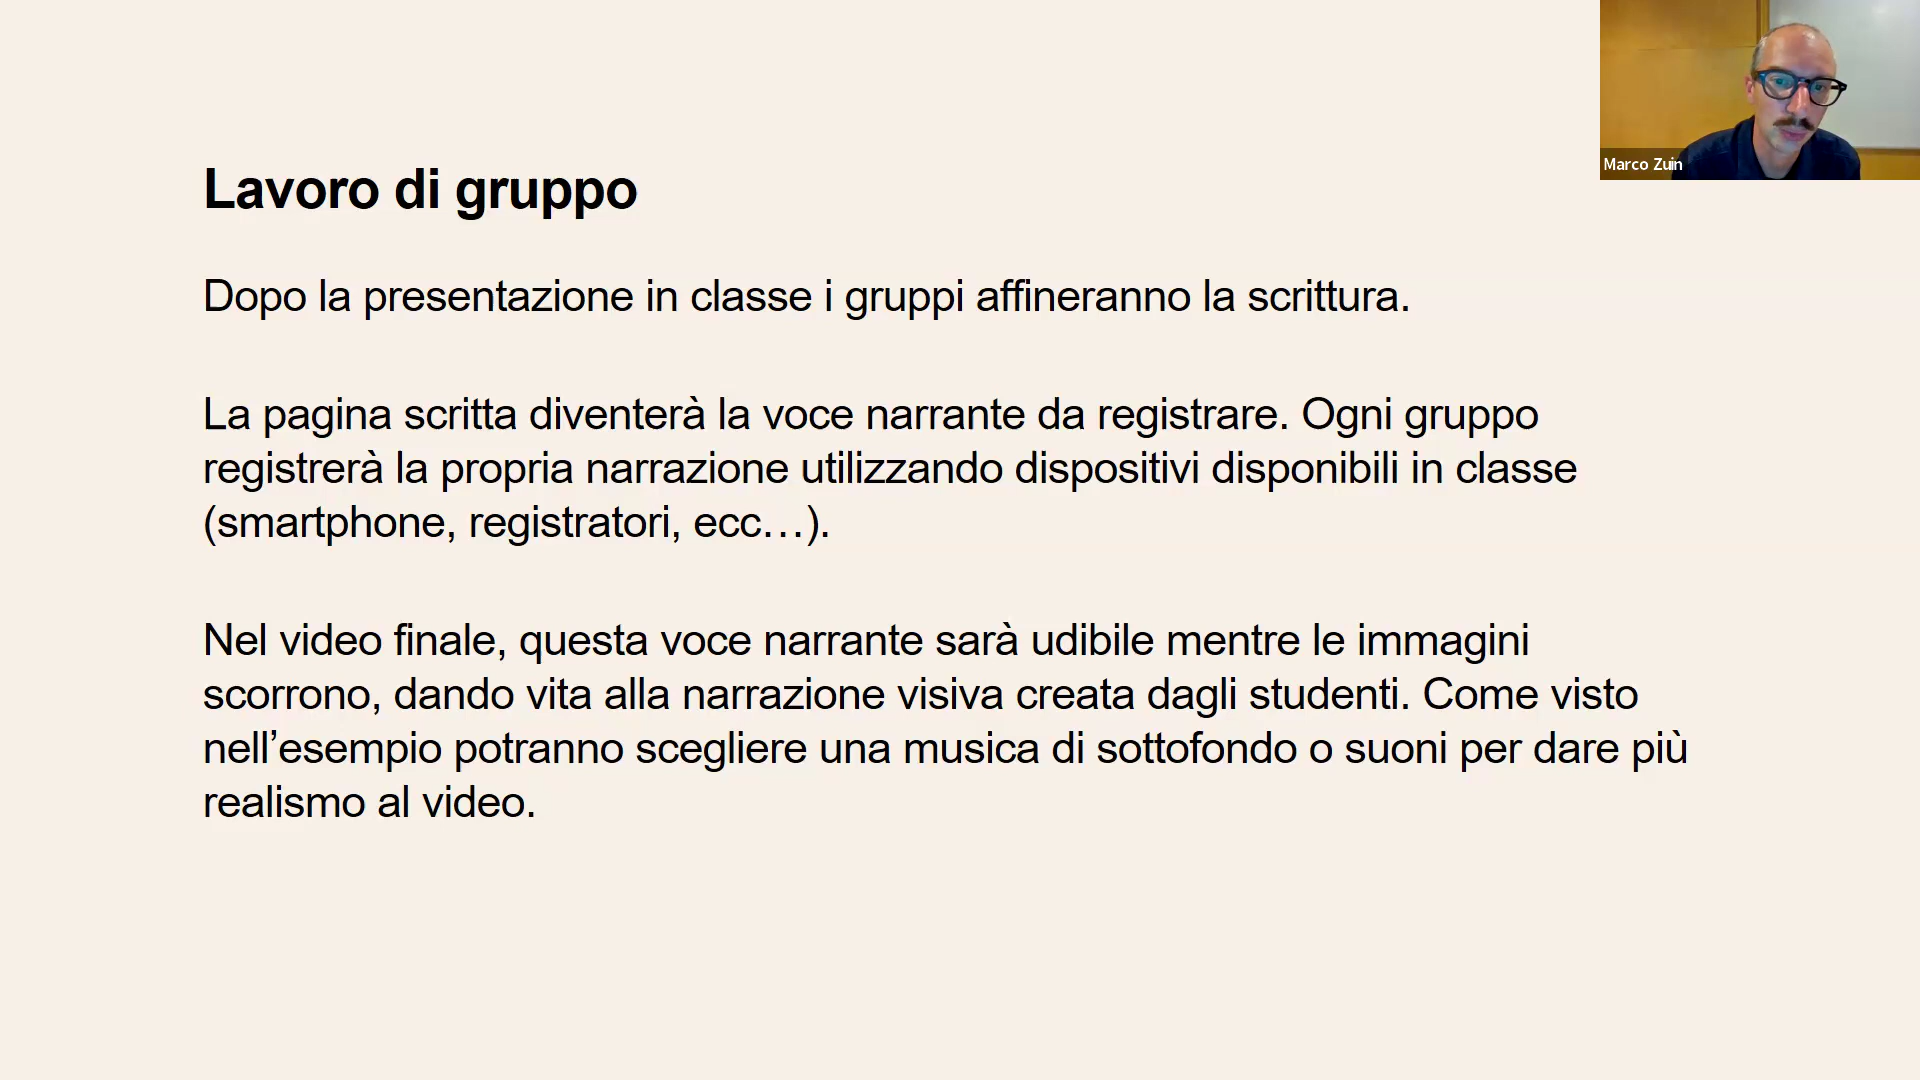 Marco Zuin
Lavoro di gruppo
Dopo la presentazione in classe i gruppi affineranno la scrittura.
La pagina scritta diventerà la voce narrante da registrare. Ogni gruppo
registrerà la propria narrazione utilizzando dispositivi disponibili in classe
(smartphone, registratori, ecc…).
Nel video finale, questa voce narrante sarà udibile mentre le immagini
scorrono, dando vita alla narrazione visiva creata dagli studenti. Come visto
nell’esempio potranno scegliere una musica di sottofondo o suoni per dare più
realismo al video.